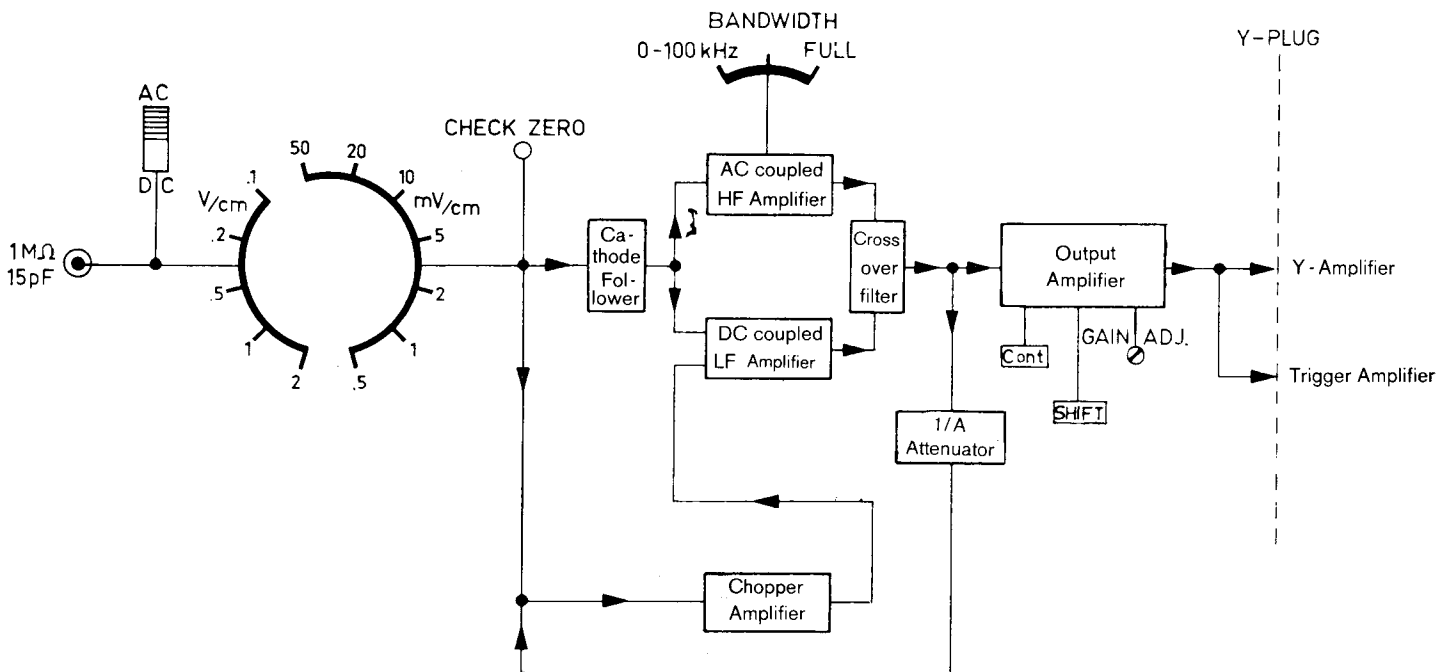 BANDWIDTH
0-100kHz FULL
Y-PLUG
AC
DC
CHECK ZERO
50 20 10 mV/cm 5 2 1 .5
.1 V/cm .2 .5 1 2
1MΩ
15pF
Ca-
thode
Fol-
lower
AC coupled
HF Amplifier
DC coupled
LF Amplifier
Cross
over
filter
Output
Amplifier
Cont
SHIFT
GAIN ADJ.
Y-Amplifier
Trigger Amplifier
1/A
Attenuator
Chopper
Amplifier